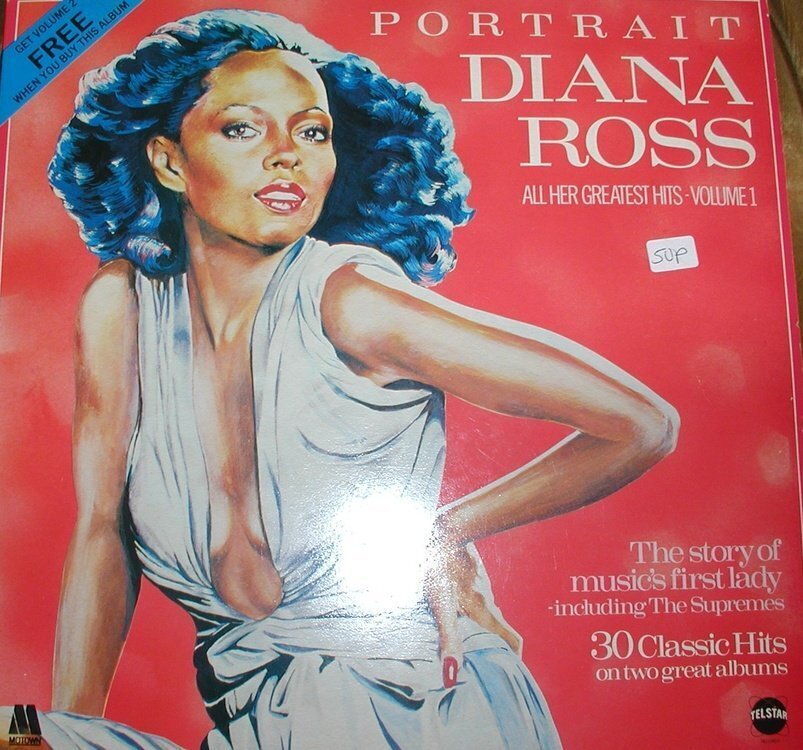 GET VOLUME 2
FREE
WHEN YOU BUY THIS ALBUM
PORTRAIT
DIANA
ROSS
ALL HER GREATEST HITS - VOLUME 1
50P
The story of
music's first lady
-including The Supremes
30 Classic Hits
on two great albums
MOTOWN
TELSTAR